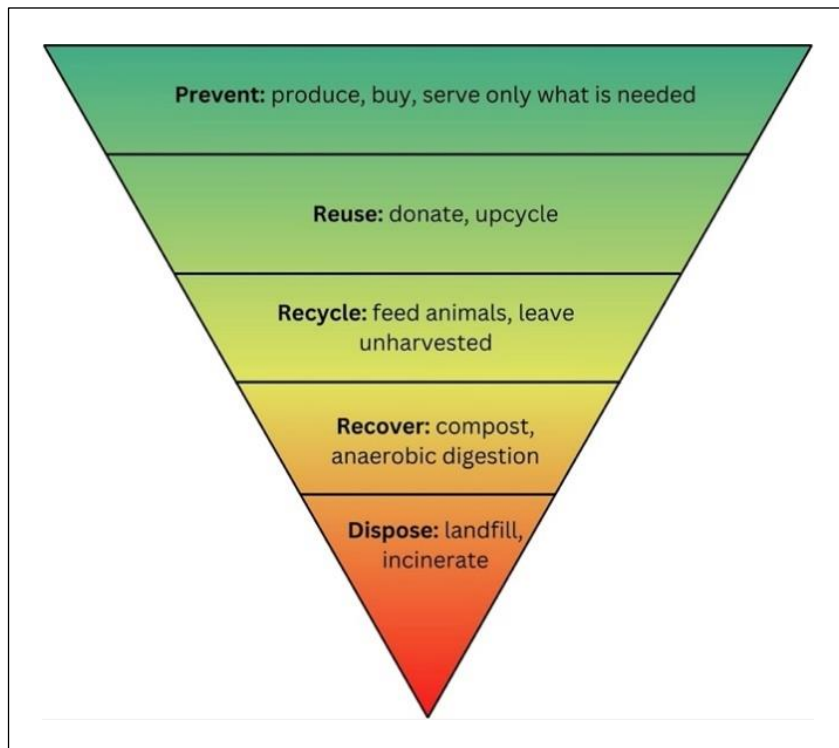 Prevent: produce, buy, serve only what is needed
Reuse: donate, upcycle
Recycle: feed animals, leave
unharvested
Recover: compost,
anaerobic digestion
Dispose: landfill,
incinerate